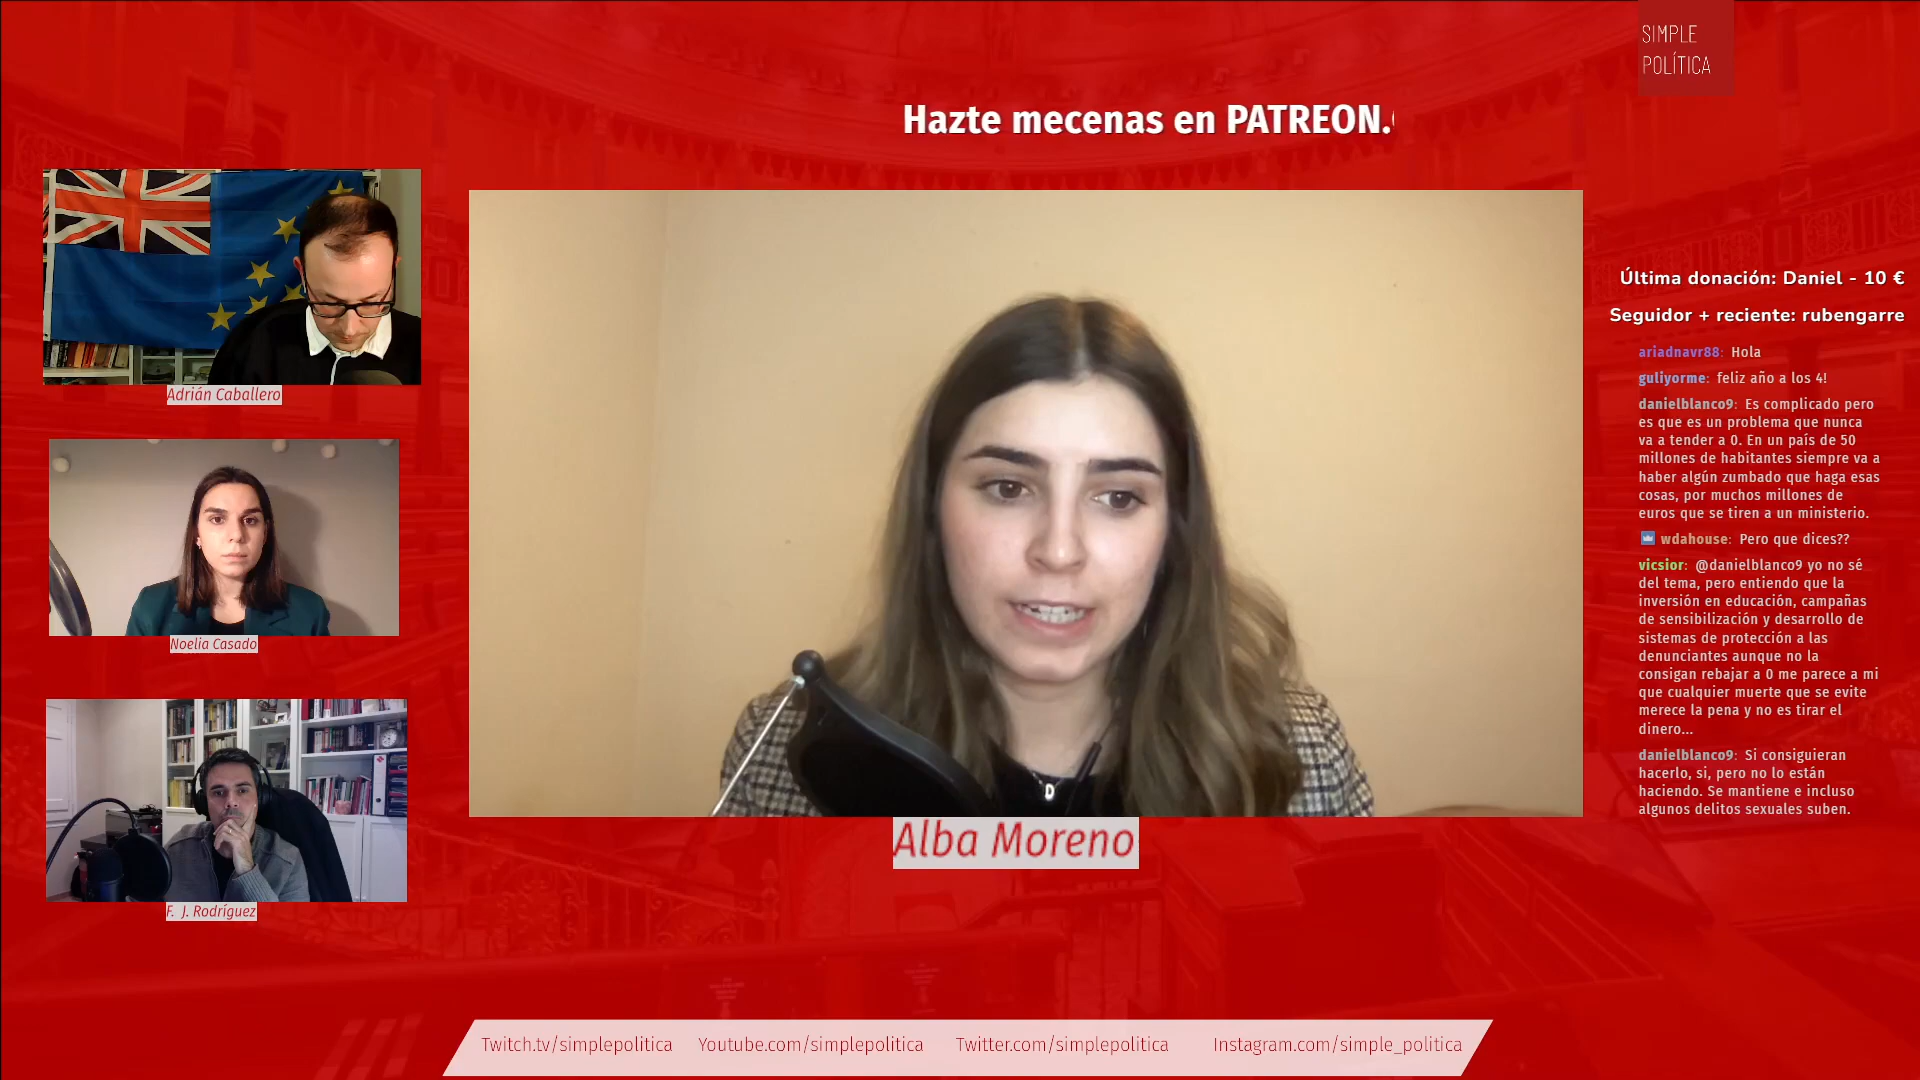 SIMPLE
POLÍTICA
Hazte mecenas en PATREON.
Adrián Caballero
Noelia Casado
F. J. Rodríguez
Alba Moreno
D
Última donación: Daniel - 10 €
Seguidor + reciente: rubengarre
ariadnavr88: Hola
guliyorme: feliz año a los 4!
danielblanco9: Es complicado pero
es que es un problema que nunca
va a tender a 0. En un país de 50
millones de habitantes siempre va a
haber algún zumbado que haga esas
cosas, por muchos millones de
euros que se tiren a un ministerio.
wdahouse: Pero que dices??
vicsior: @danielblanco9 yo no sé
del tema, pero entiendo que la
inversión en educación, campañas
de sensibilización y desarrollo de
sistemas de protección a las
denunciantes aunque no la
consigan rebajar a 0 me parece a mi
que cualquier muerte que se evite
merece la pena y no es tirar el
dinero...
danielblanco9: Si consiguieran
hacerlo, si, pero no lo están
haciendo. Se mantiene e incluso
algunos delitos sexuales suben.
Twitch.tv/simplepolitica Youtube.com/simplepolitica Twitter.com/simplepolitica Instagram.com/simple_politica